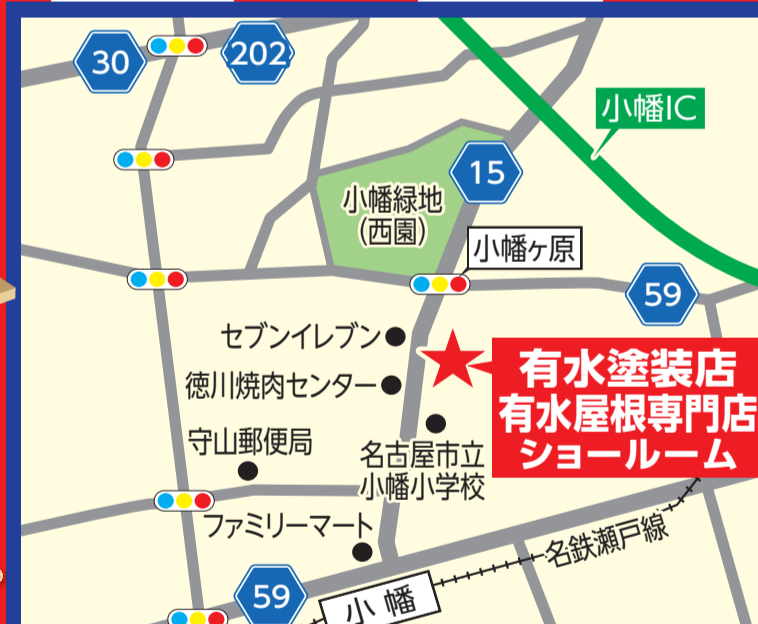 30
202
小幡IC
15
小幡緑地
(西園)
小幡ヶ原
59
セブンイレブン
徳川焼肉センター
有水塗装店
有水屋根専門店
ショールーム
守山郵便局
名古屋市立
小幡小学校
ファミリーマート
名鉄瀬戸線
59
小幡